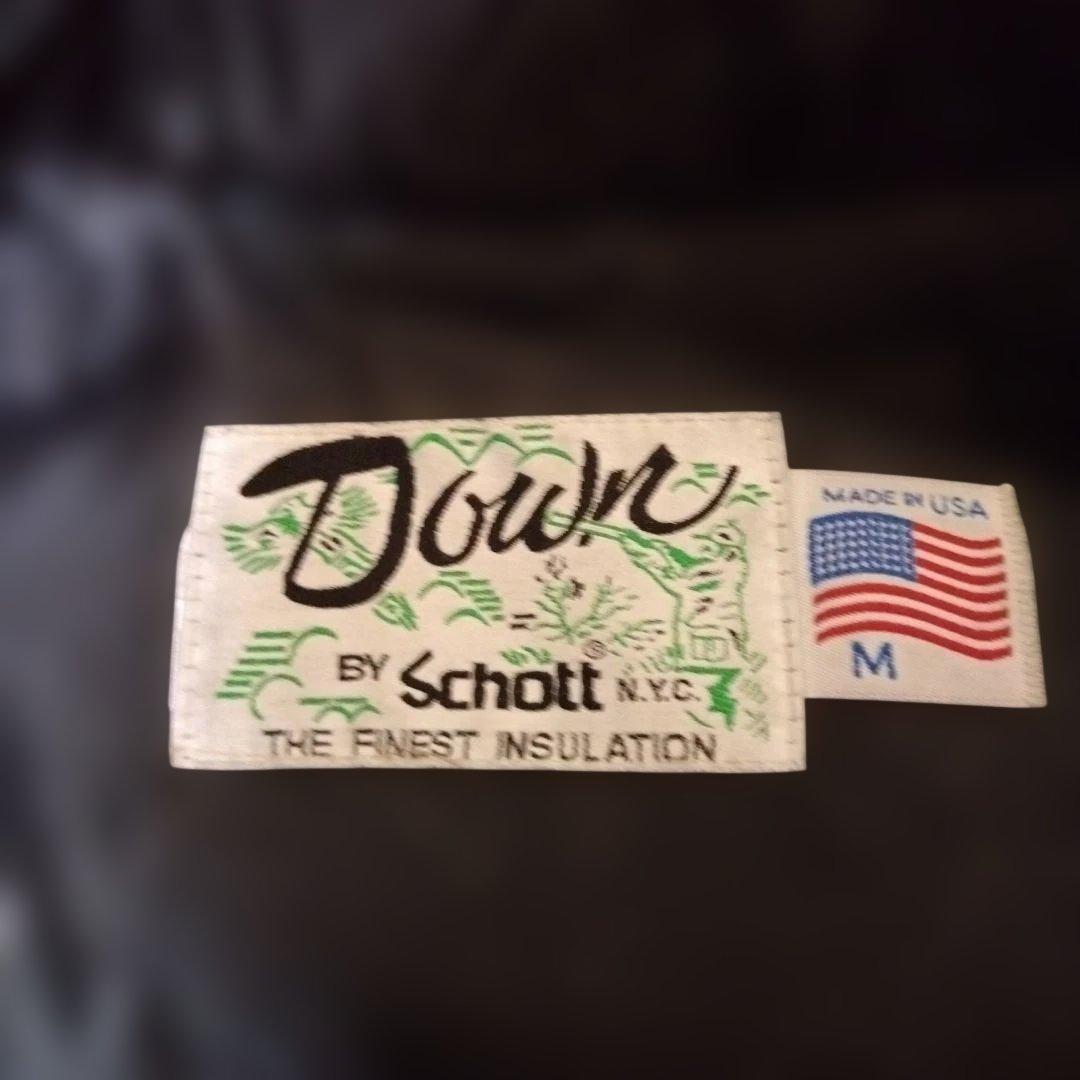 Down
BY Schott® N.Y.C.
THE FINEST INSULATION
MADE IN USA
M